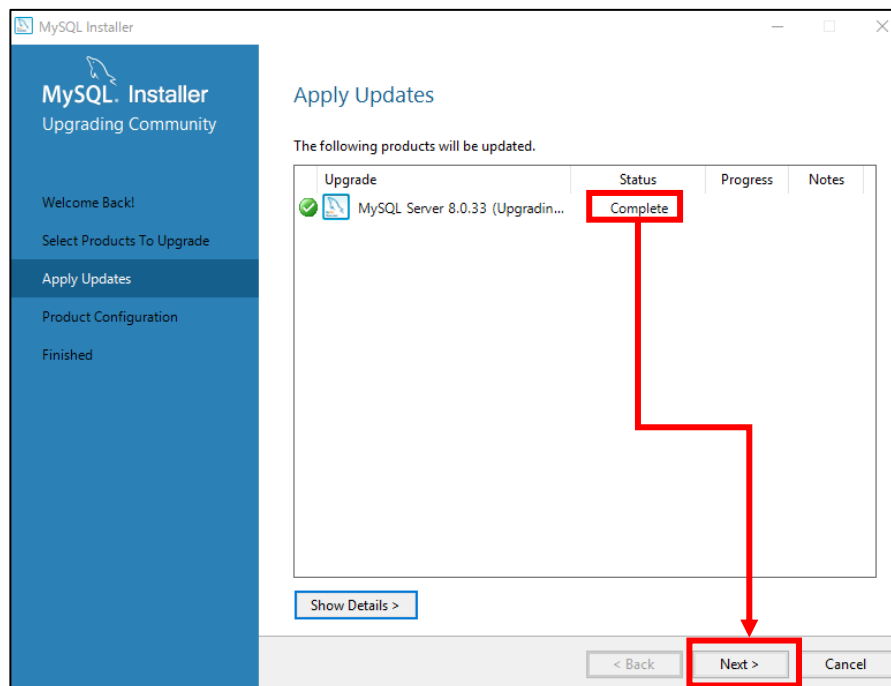 MySQL Installer
MySQL. Installer
Upgrading Community
Welcome Back!
Select Products To Upgrade
Apply Updates
Product Configuration
Finished
Apply Updates
The following products will be updated.
Upgrade Status Progress Notes
MySQL Server 8.0.33 (Upgradin... Complete
Show Details >
< Back Next > Cancel